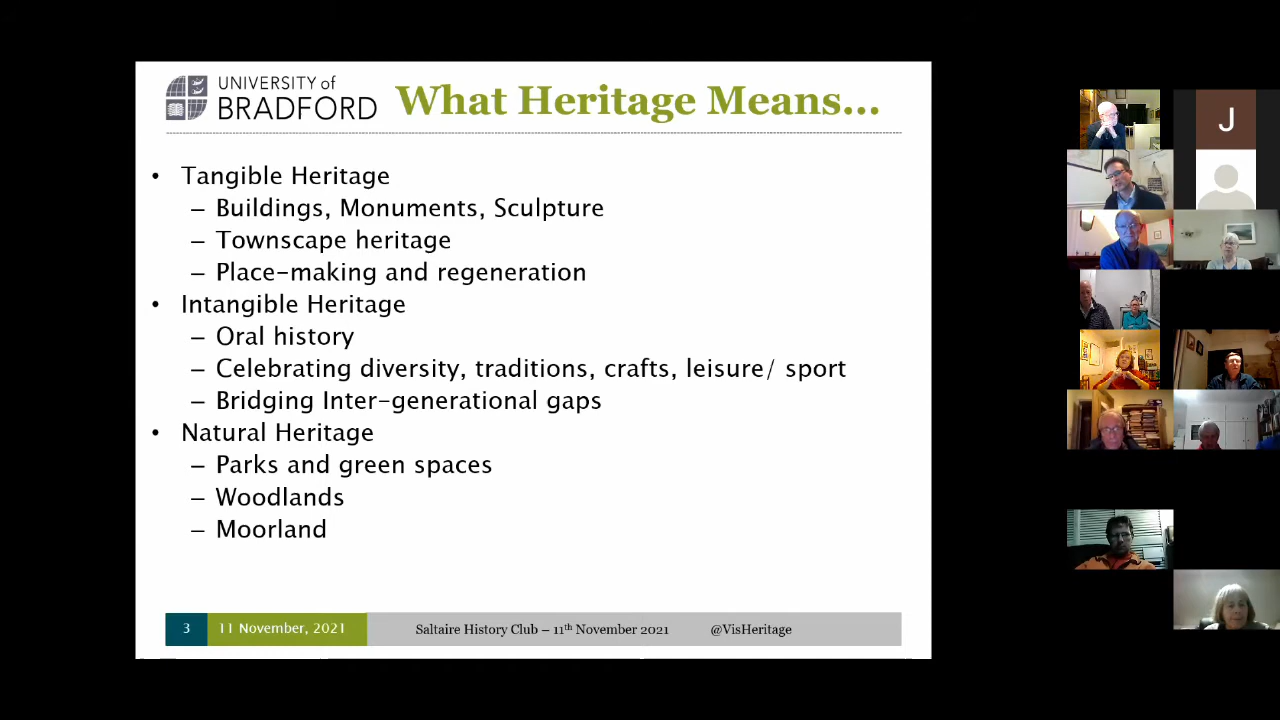 UNIVERSITY of
BRADFORD
What Heritage Means...
• Tangible Heritage
– Buildings, Monuments, Sculpture
– Townscape heritage
– Place-making and regeneration
• Intangible Heritage
– Oral history
– Celebrating diversity, traditions, crafts, leisure/ sport
– Bridging Inter-generational gaps
• Natural Heritage
– Parks and green spaces
– Woodlands
– Moorland
3 11 November, 2021 Saltaire History Club – 11th November 2021 @VisHeritage
J